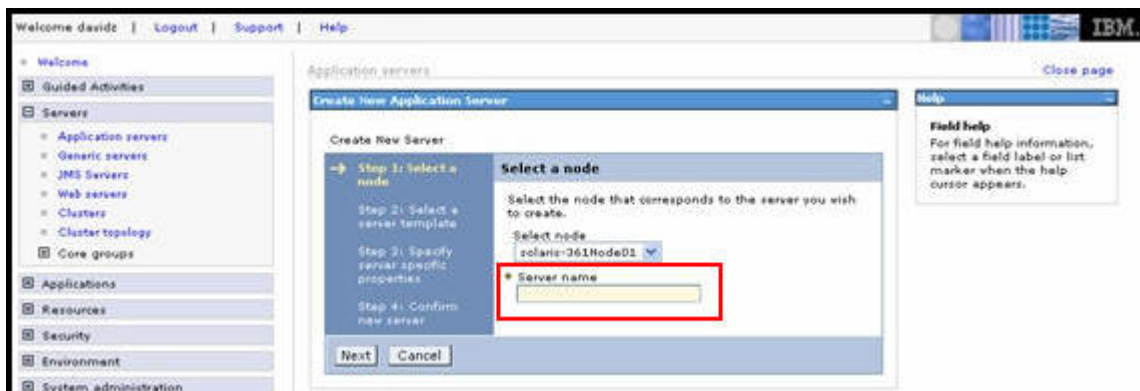 Welcome davidz | Logout | Support | Help
IBM.
Welcome
Guided Activities
Servers
Application servers
Generic servers
JMS Servers
Web servers
Clusters
Cluster topology
Core groups
Applications
Resources
Security
Environment
System administration
Application servers
Close page
Create New Application Server
Create New Server
Step 1: Select a
node
Step 2: Select a
server template
Step 3: Specify
server specific
properties
Step 4: Confirm
new server
Select a node
Select the node that corresponds to the server you wish
to create.
Select node
solaris-361Node01
* Server name
Next
Cancel
Help
Field help
For field help information,
select a field label or list
marker when the help
cursor appears.